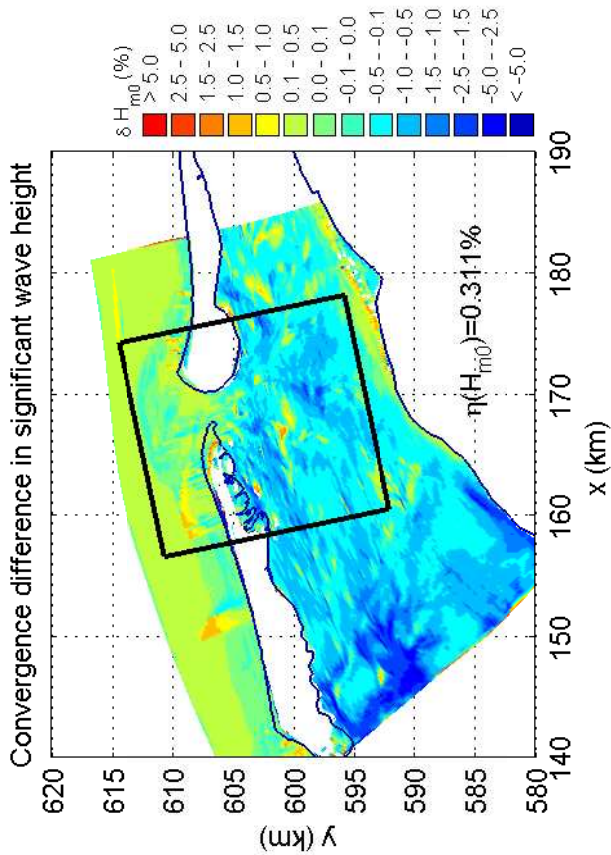 Convergence difference in significant wave height
δ H_m0 (%)
> 5.0
2.5 - 5.0
1.5 - 2.5
1.0 - 1.5
0.5 - 1.0
0.1 - 0.5
0.0 - 0.1
-0.1 - 0.0
-0.5 - -0.1
-1.0 - -0.5
-1.5 - -1.0
-2.5 - -1.5
-5.0 - -2.5
< -5.0
620
615
610
605
600
595
590
585
580
y (km)
η(H_m0)=0.311%
140
150
160
170
180
190
x (km)